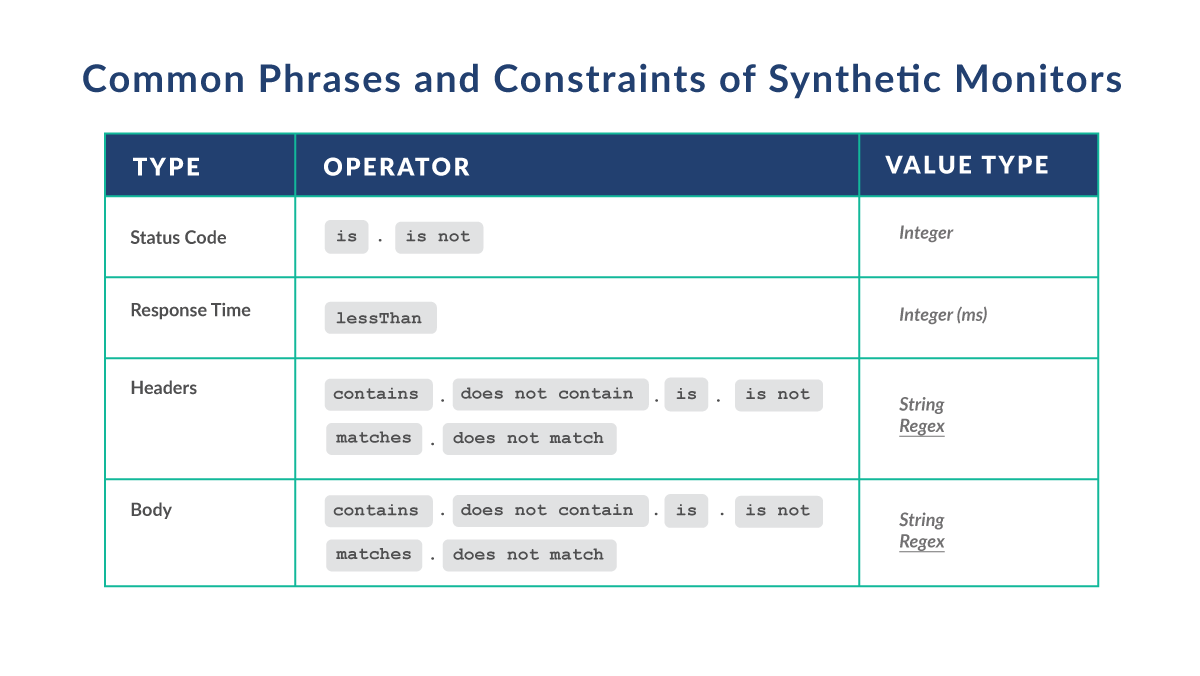 Common Phrases and Constraints of Synthetic Monitors
TYPE OPERATOR VALUE TYPE
Status Code is . is not Integer
Response Time lessThan Integer (ms)
Headers contains . does not contain . is . is not
String
Regex
matches . does not match
Body contains . does not contain . is . is not
String
Regex
matches . does not match